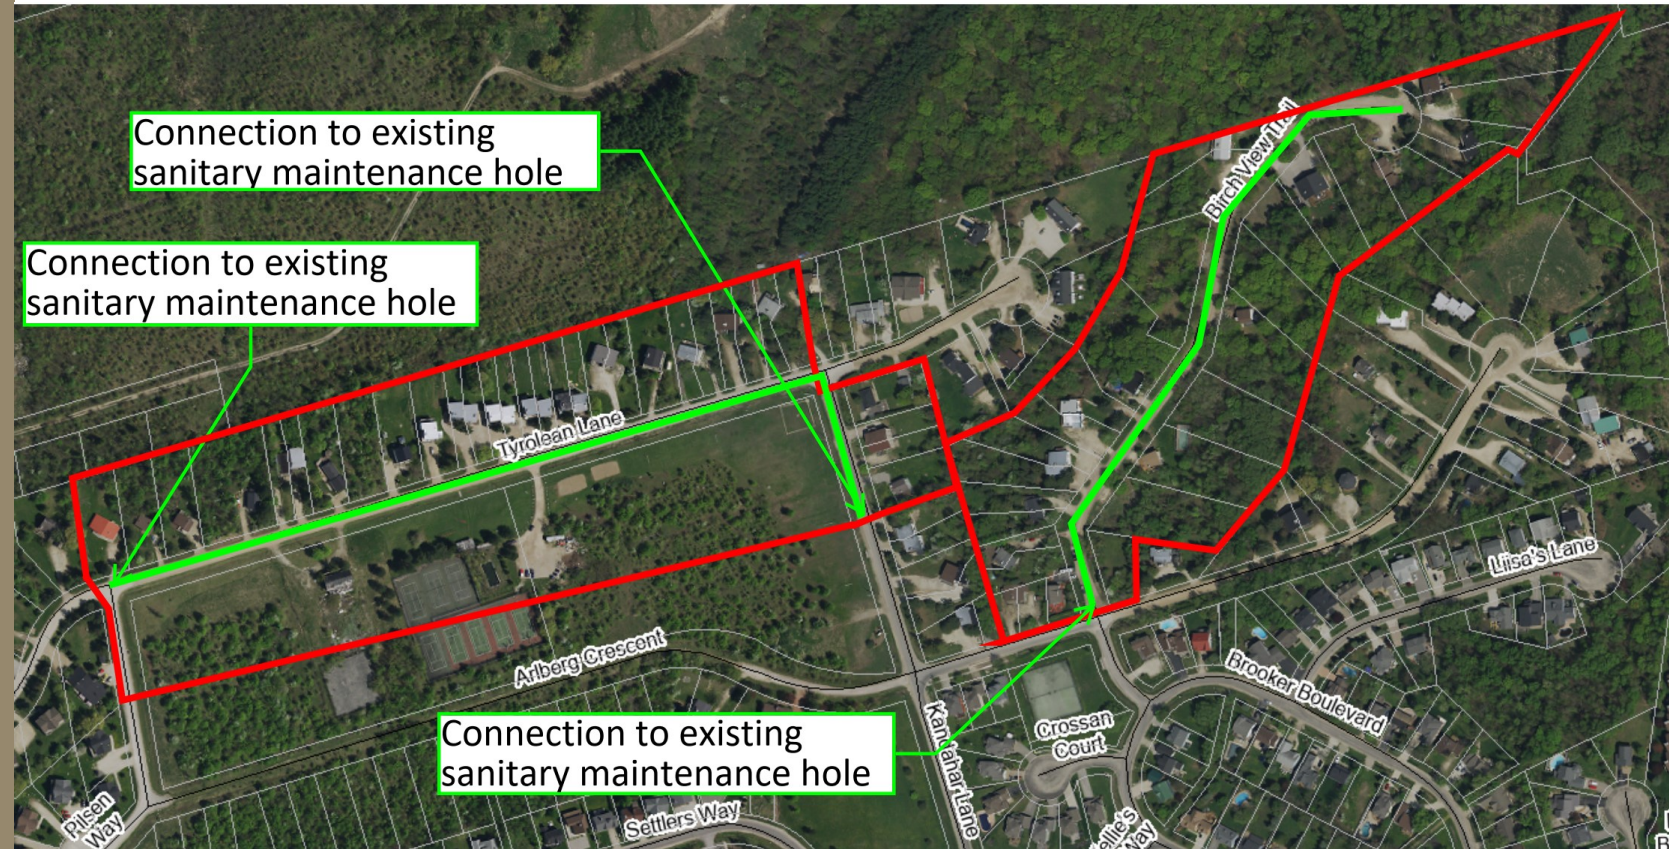 Connection to existing
sanitary maintenance hole
Connection to existing
sanitary maintenance hole
Birch View Trail
Tyrolean Lane
Arlberg Crescent
Liisa's Lane
Brooker Boulevard
Connection to existing
sanitary maintenance hole
Kandahar Lane
Crossan
Court
Settlers Way
Pilsen
Way
Way
B